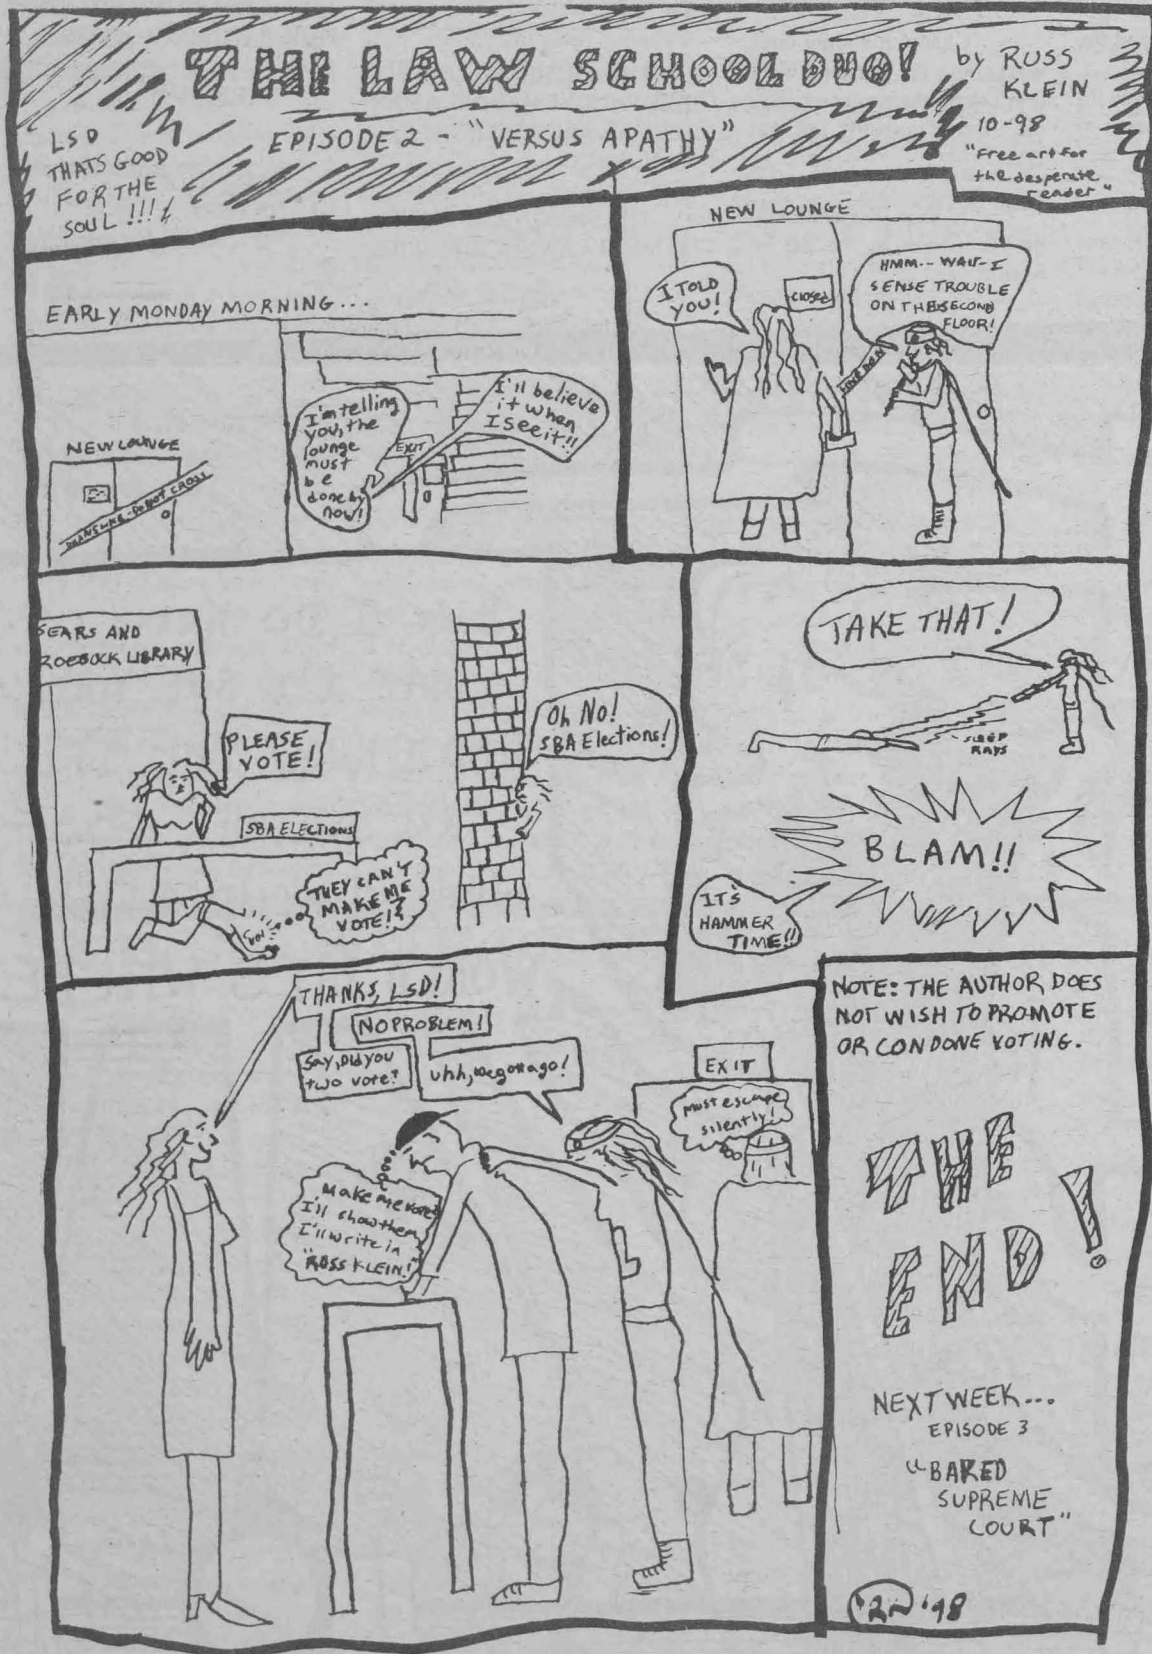 THE LAW SCHOOL DUO!
by RUSS
KLEIN
10-98
"Free art for
the desperate
reader"
EPISODE 2 - "VERSUS APATHY"
LSD
THATS GOOD
FOR THE
SOUL!!!!
EARLY MONDAY MORNING...
NEW LOUNGE
DO NOT CROSS
I'm telling
you, the
lounge
must
be
done by
now!
EXIT
I'll believe
it when
I see it!!
NEW LOUNGE
I TOLD
YOU!
CLOSED
HMM-- WAIT-I
SENSE TROUBLE
ON THE SECOND
FLOOR!
SEARS AND
ROEBUCK LIBRARY
PLEASE
VOTE!
SBA ELECTIONS
THEY CAN'T
MAKE ME
VOTE!?
Oh No!
SBA Elections!
TAKE THAT!
SLEEP
RAYS
BLAM!!
IT'S
HAMMER
TIME!!
THANKS, LSD!
NO PROBLEM!
Say, Did you
two vote?
Uhh, we gotta go!
EXIT
Must escape
silently!
Make me vote?
I'll show them
I'll write in
"ROSS KLEIN!"
NOTE: THE AUTHOR DOES
NOT WISH TO PROMOTE
OR CONDONE VOTING.
THE
END!
NEXT WEEK...
EPISODE 3
"BARED
SUPREME
COURT"
'98